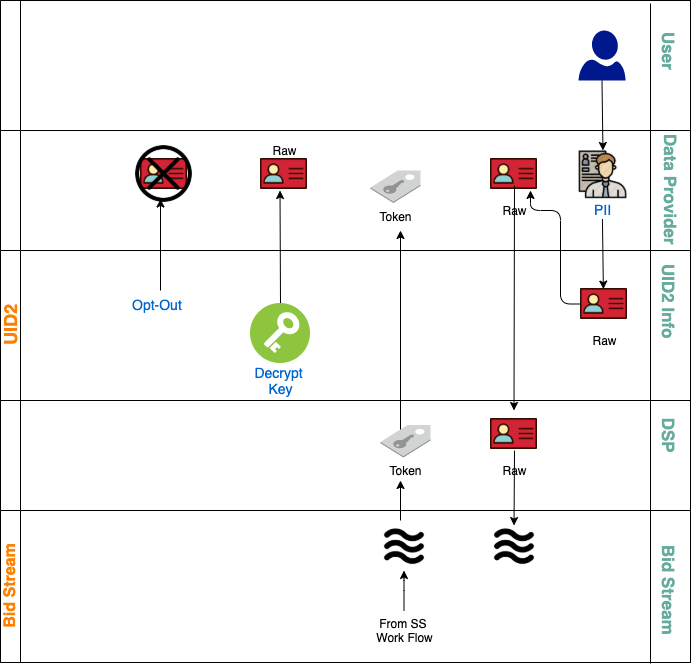 User
Raw
Token
Raw
PII
Data Provider
Opt-Out
Decrypt
Key
Raw
UID2 Info
UID2
Token
Raw
DSP
From SS
Work Flow
Bid Stream
Bid Stream